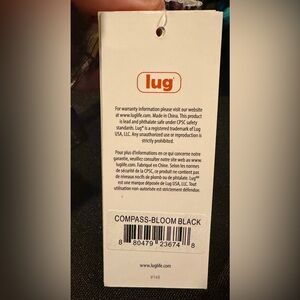 lug®
For warranty information please visit our website
at www.luglife.com. Made in China. This product
is lead and phthalate safe under CPSC safety
standards. Lug® is a registered trademark of Lug
USA, LLC. Any unauthorized use or reproduction is
strictly prohibited.
Pour plus d'informations en ce qui concerne notre
garantie, veuillez consulter notre site web au www.
luglife.com. Fabriqué en Chine. Selon les normes
de sécurité de la CPSC, ce produit ne contient pas
de niveaux nocifs de plomb ou de phtalate. Lug®
est une marque déposée de Lug USA, LLC. Tout
utilisation non-autorisée est strictement défendue.
COMPASS-BLOOM BLACK
8 80479 23674 8
www.luglife.com